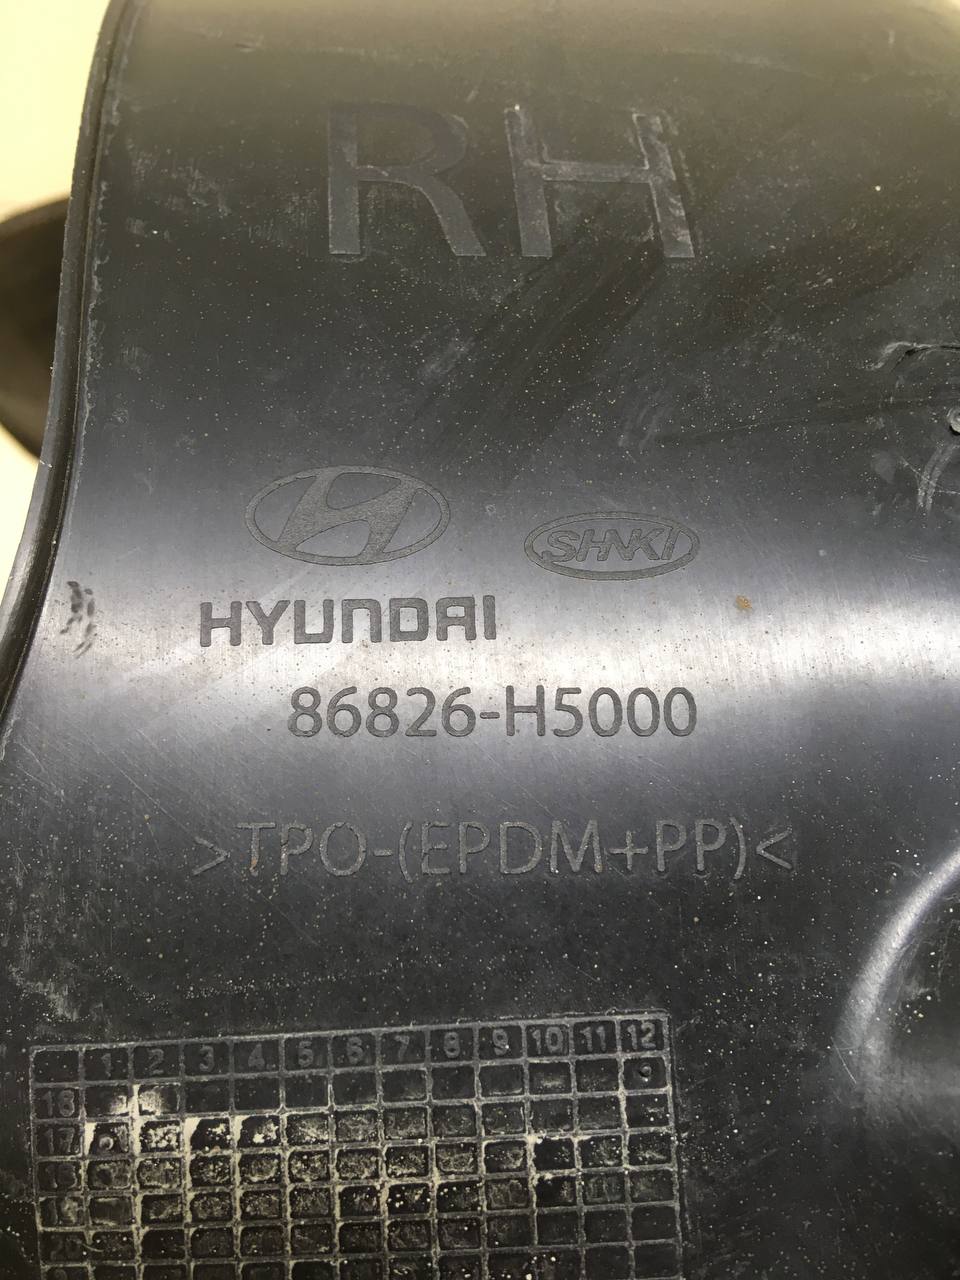 RH
SHNKI
HYUNDAI
86826-H5000
>TPO-(EPDM+PP)<
1 2 3 4 5 6 7 8 9 10 11 12
18
17
20